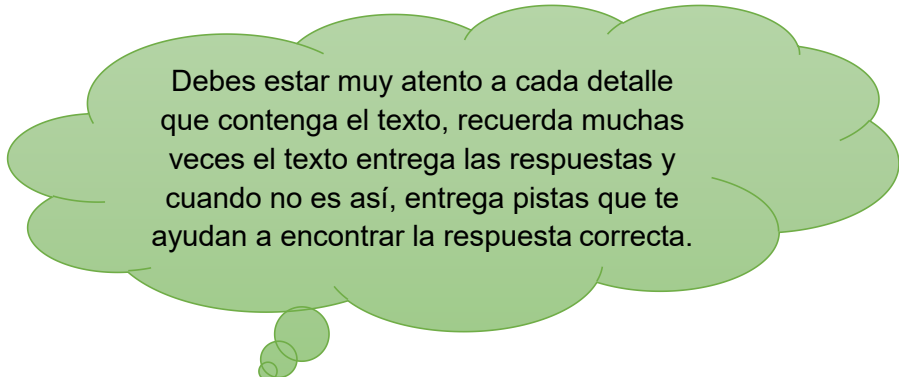 Debes estar muy atento a cada detalle
que contenga el texto, recuerda muchas
veces el texto entrega las respuestas y
cuando no es así, entrega pistas que te
ayudan a encontrar la respuesta correcta.